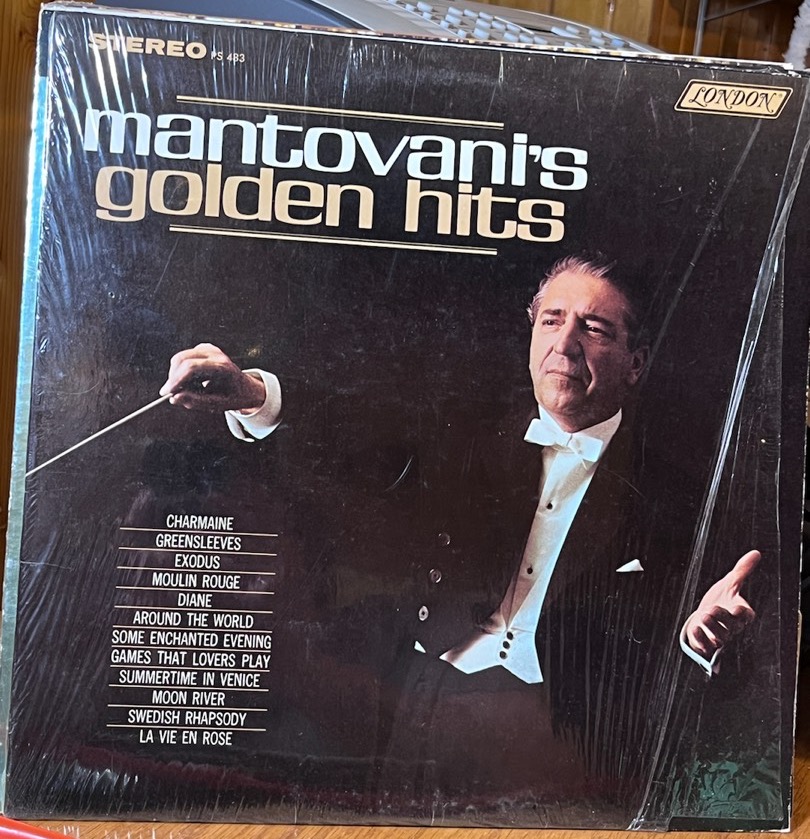 STEREO PS 483
LONDON
mantovani's
golden hits
CHARMAINE
GREENSLEEVES
EXODUS
MOULIN ROUGE
DIANE
AROUND THE WORLD
SOME ENCHANTED EVENING
GAMES THAT LOVERS PLAY
SUMMERTIME IN VENICE
MOON RIVER
SWEDISH RHAPSODY
LA VIE EN ROSE